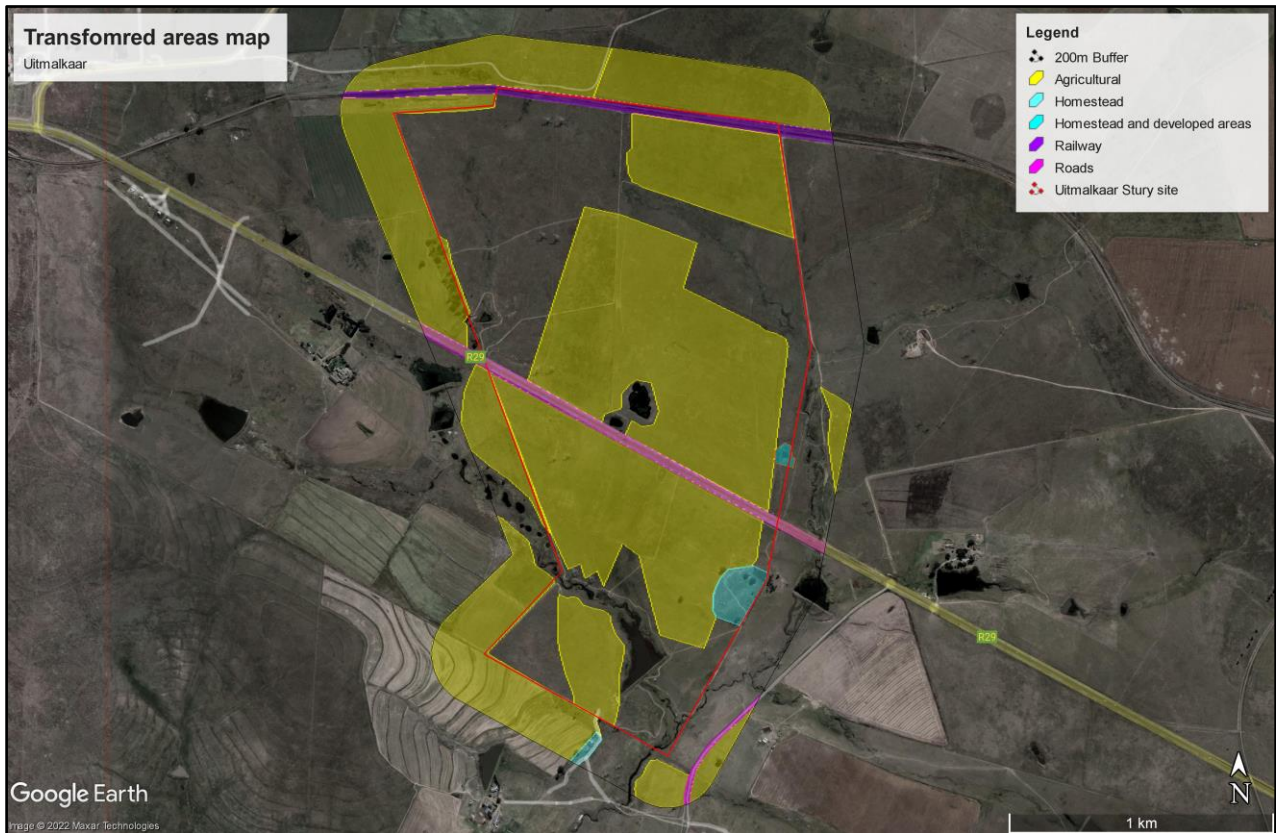 Transfomred areas map
Uitmalkaar
Legend
200m Buffer
Agricultural
Homestead
Homestead and developed areas
Railway
Roads
Uitmalkaar Stury site
R29
R29
Google Earth
Image © 2022 Maxar Technologies
N
1 km